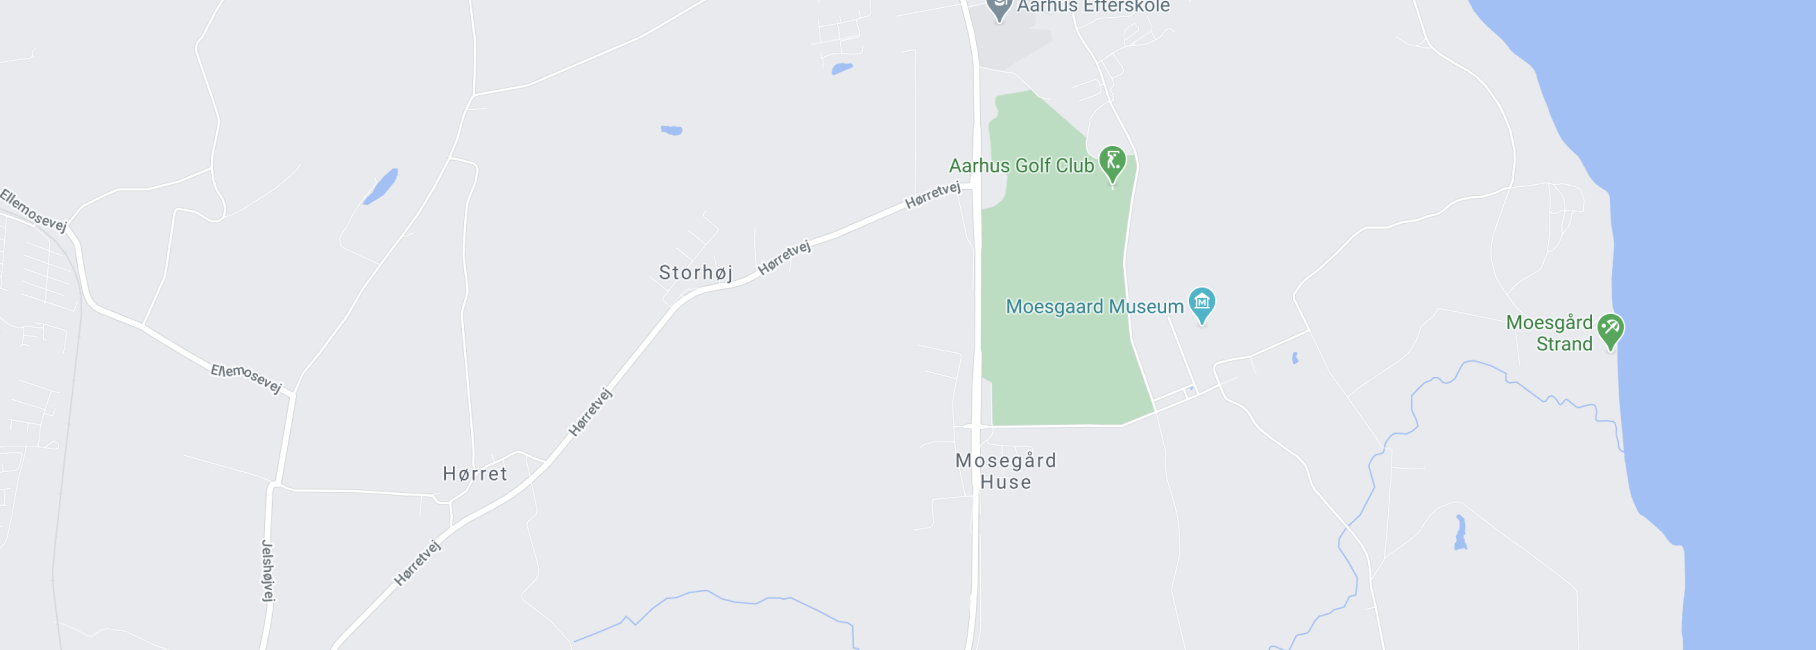 Aarhus Efterskole
Aarhus Golf Club
Ellemosevej
Hørretvej
Storhøj
Hørretvej
Moesgaard Museum
Moesgård
Strand
Ellemosevej
Hørretvej
Hørret
Mosegård
Huse
Jelshøjvej
Hørretvej